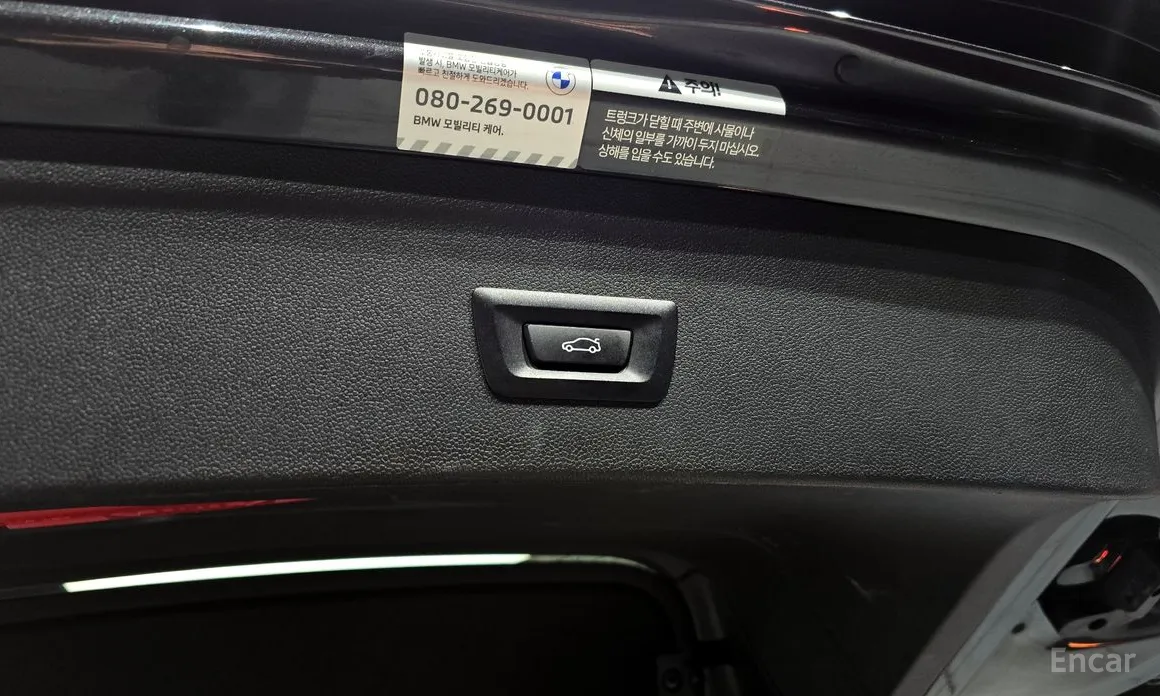 발생 시, BMW 모빌리티케어가
빠르고 친절하게 도와드리겠습니다.
080-269-0001
BMW 모빌리티 케어.
주의!
트렁크가 닫힐 때 주변에 사물이나
신체의 일부를 가까이 두지 마십시오.
상해를 입을 수도 있습니다.
Encar